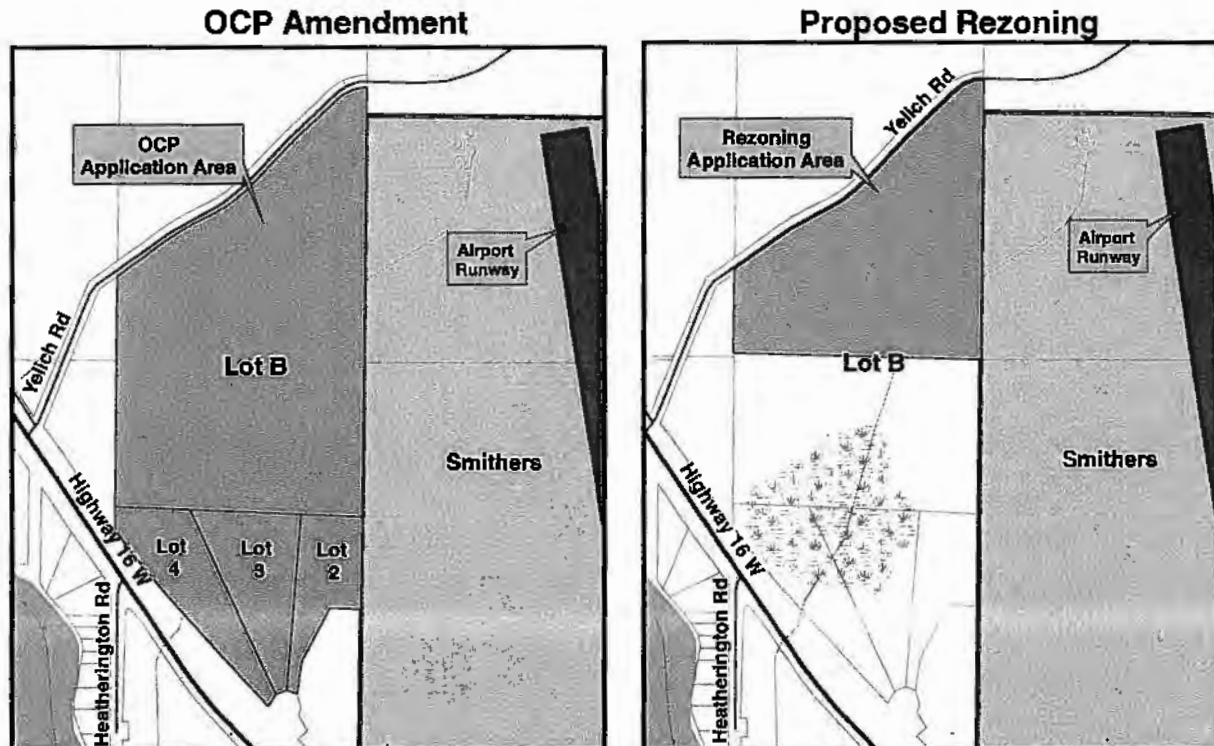 OCP Amendment
OCP
Application Area
Airport
Runway
Yelich Rd
Lot B
Smithers
Highway 16 W
Lot
4
Lot
3
Lot
2
Heatherington Rd
Proposed Rezoning
Yelich Rd
Rezoning
Application Area
Airport
Runway
Lot B
Smithers
Highway 16 W
Heatherington Rd